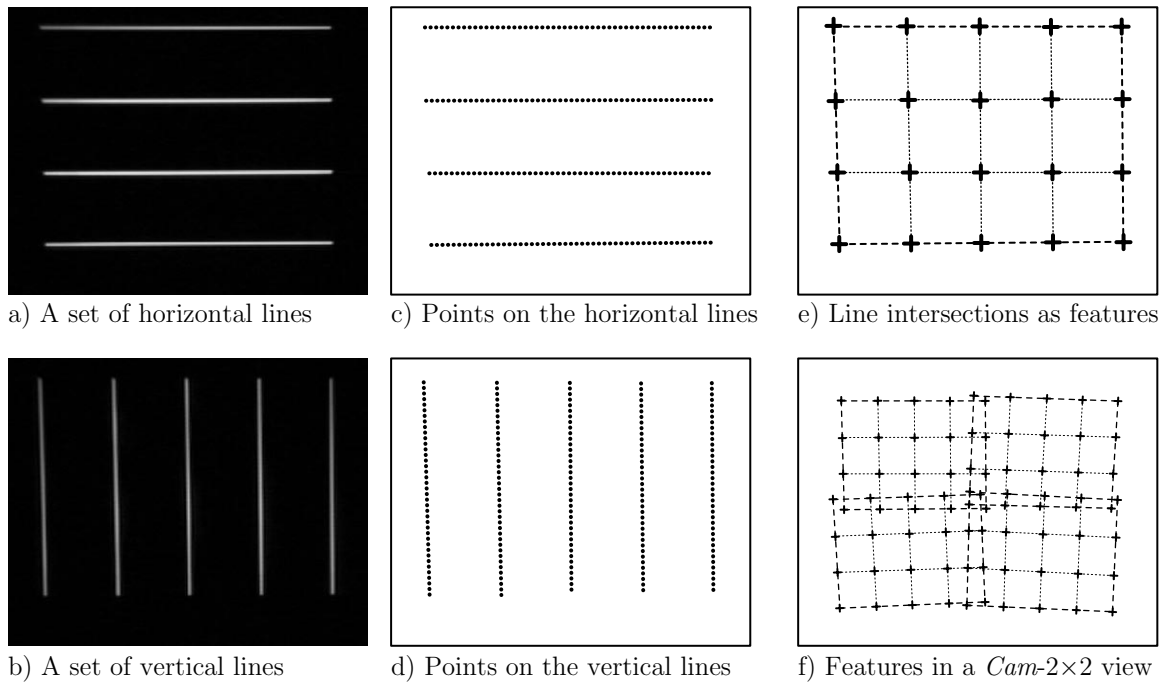 a) A set of horizontal lines
c) Points on the horizontal lines
e) Line intersections as features
b) A set of vertical lines
d) Points on the vertical lines
f) Features in a Cam-2×2 view